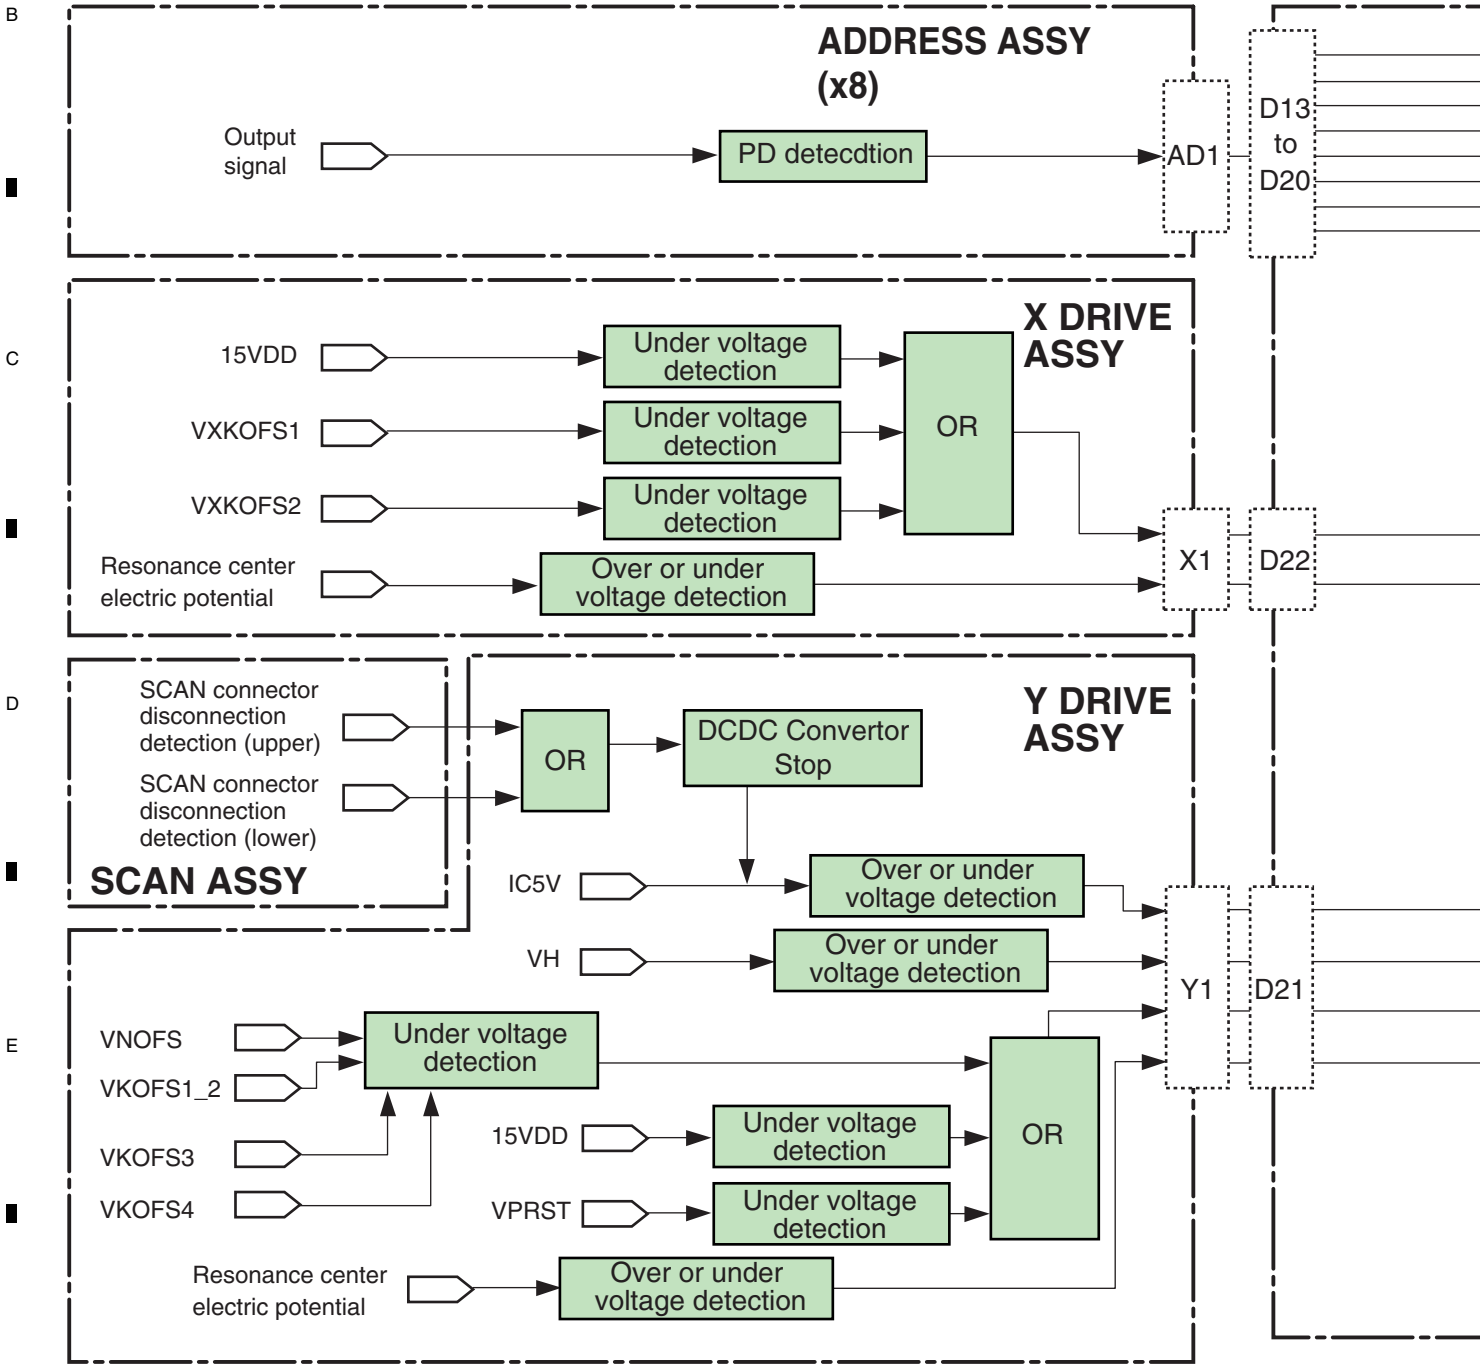 B
ADDRESS ASSY
(x8)
Output
signal
PD detecdtion
AD1
D13
to
D20
C
X DRIVE
ASSY
15VDD
Under voltage
detection
VXKOFS1
Under voltage
detection
OR
VXKOFS2
Under voltage
detection
Resonance center
electric potential
Over or under
voltage detection
X1
D22
D
SCAN connector
disconnection
detection (upper)
SCAN connector
disconnection
detection (lower)
SCAN ASSY
OR
DCDC Convertor
Stop
Y DRIVE
ASSY
IC5V
Over or under
voltage detection
VH
Over or under
voltage detection
Y1
D21
E
VNOFS
VKOFS1_2
VKOFS3
VKOFS4
Under voltage
detection
15VDD
Under voltage
detection
OR
VPRST
Under voltage
detection
Resonance center
electric potential
Over or under
voltage detection